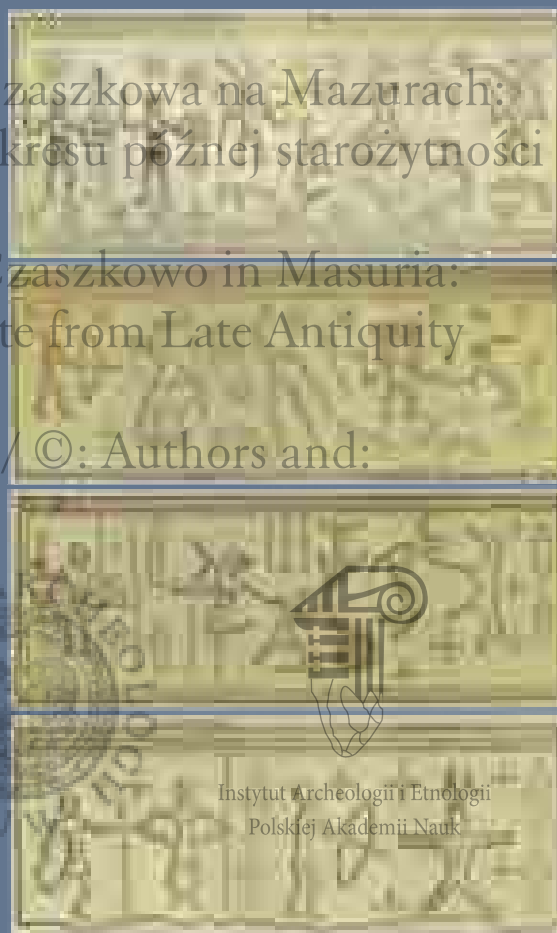 zaszkowa na Mazurach:
kresu późnej starożytności
Czaszkowo in Masuria:
te from Late Antiquity
/ ©: Authors and:
Instytut Archeologii i Etnologii
Polskiej Akademii Nauk